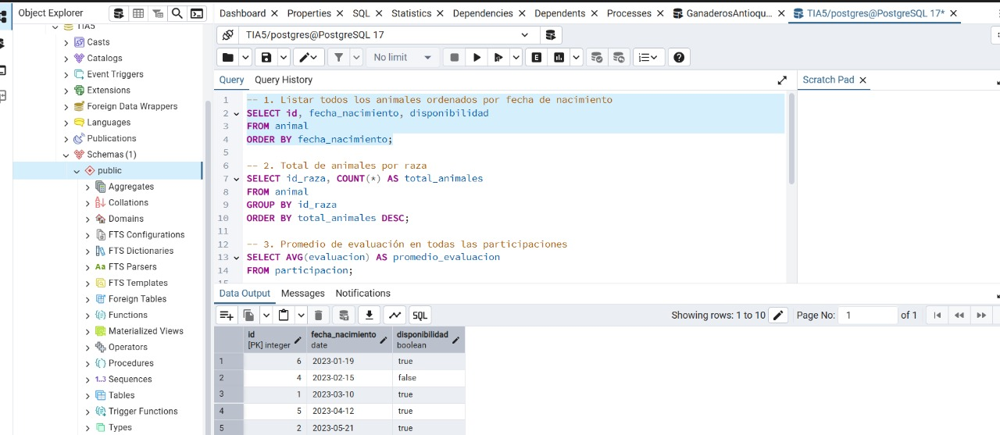 Object Explorer
Dashboard
Properties
SQL
Statistics
Dependencies
Dependents
Processes
GanaderosAntioqu...
TIA5/postgres@PostgreSQL 17*
TIA5
Casts
Catalogs
Event Triggers
Extensions
Foreign Data Wrappers
Languages
Publications
Schemas (1)
public
Aggregates
Collations
Domains
FTS Configurations
FTS Dictionaries
FTS Parsers
FTS Templates
Foreign Tables
Functions
Materialized Views
Operators
Procedures
Sequences
Tables
Trigger Functions
Types
TIA5/postgres@PostgreSQL 17
No limit
Query Query History
Scratch Pad
1 -- 1. Listar todos los animales ordenados por fecha de nacimiento
2 SELECT id, fecha_nacimiento, disponibilidad
3 FROM animal
4 ORDER BY fecha_nacimiento;
5
6 -- 2. Total de animales por raza
7 SELECT id_raza, COUNT(*) AS total_animales
8 FROM animal
9 GROUP BY id_raza
10 ORDER BY total_animales DESC;
11
12 -- 3. Promedio de evaluación en todas las participaciones
13 SELECT AVG(evaluacion) AS promedio_evaluacion
14 FROM participacion;
15
Data Output Messages Notifications
SQL
Showing rows: 1 to 10
Page No: 1 of 1
id fecha_nacimiento disponibilidad
[PK] integer date boolean
1 6 2023-01-19 true
2 4 2023-02-15 false
3 1 2023-03-10 true
4 5 2023-04-12 true
5 2 2023-05-21 true